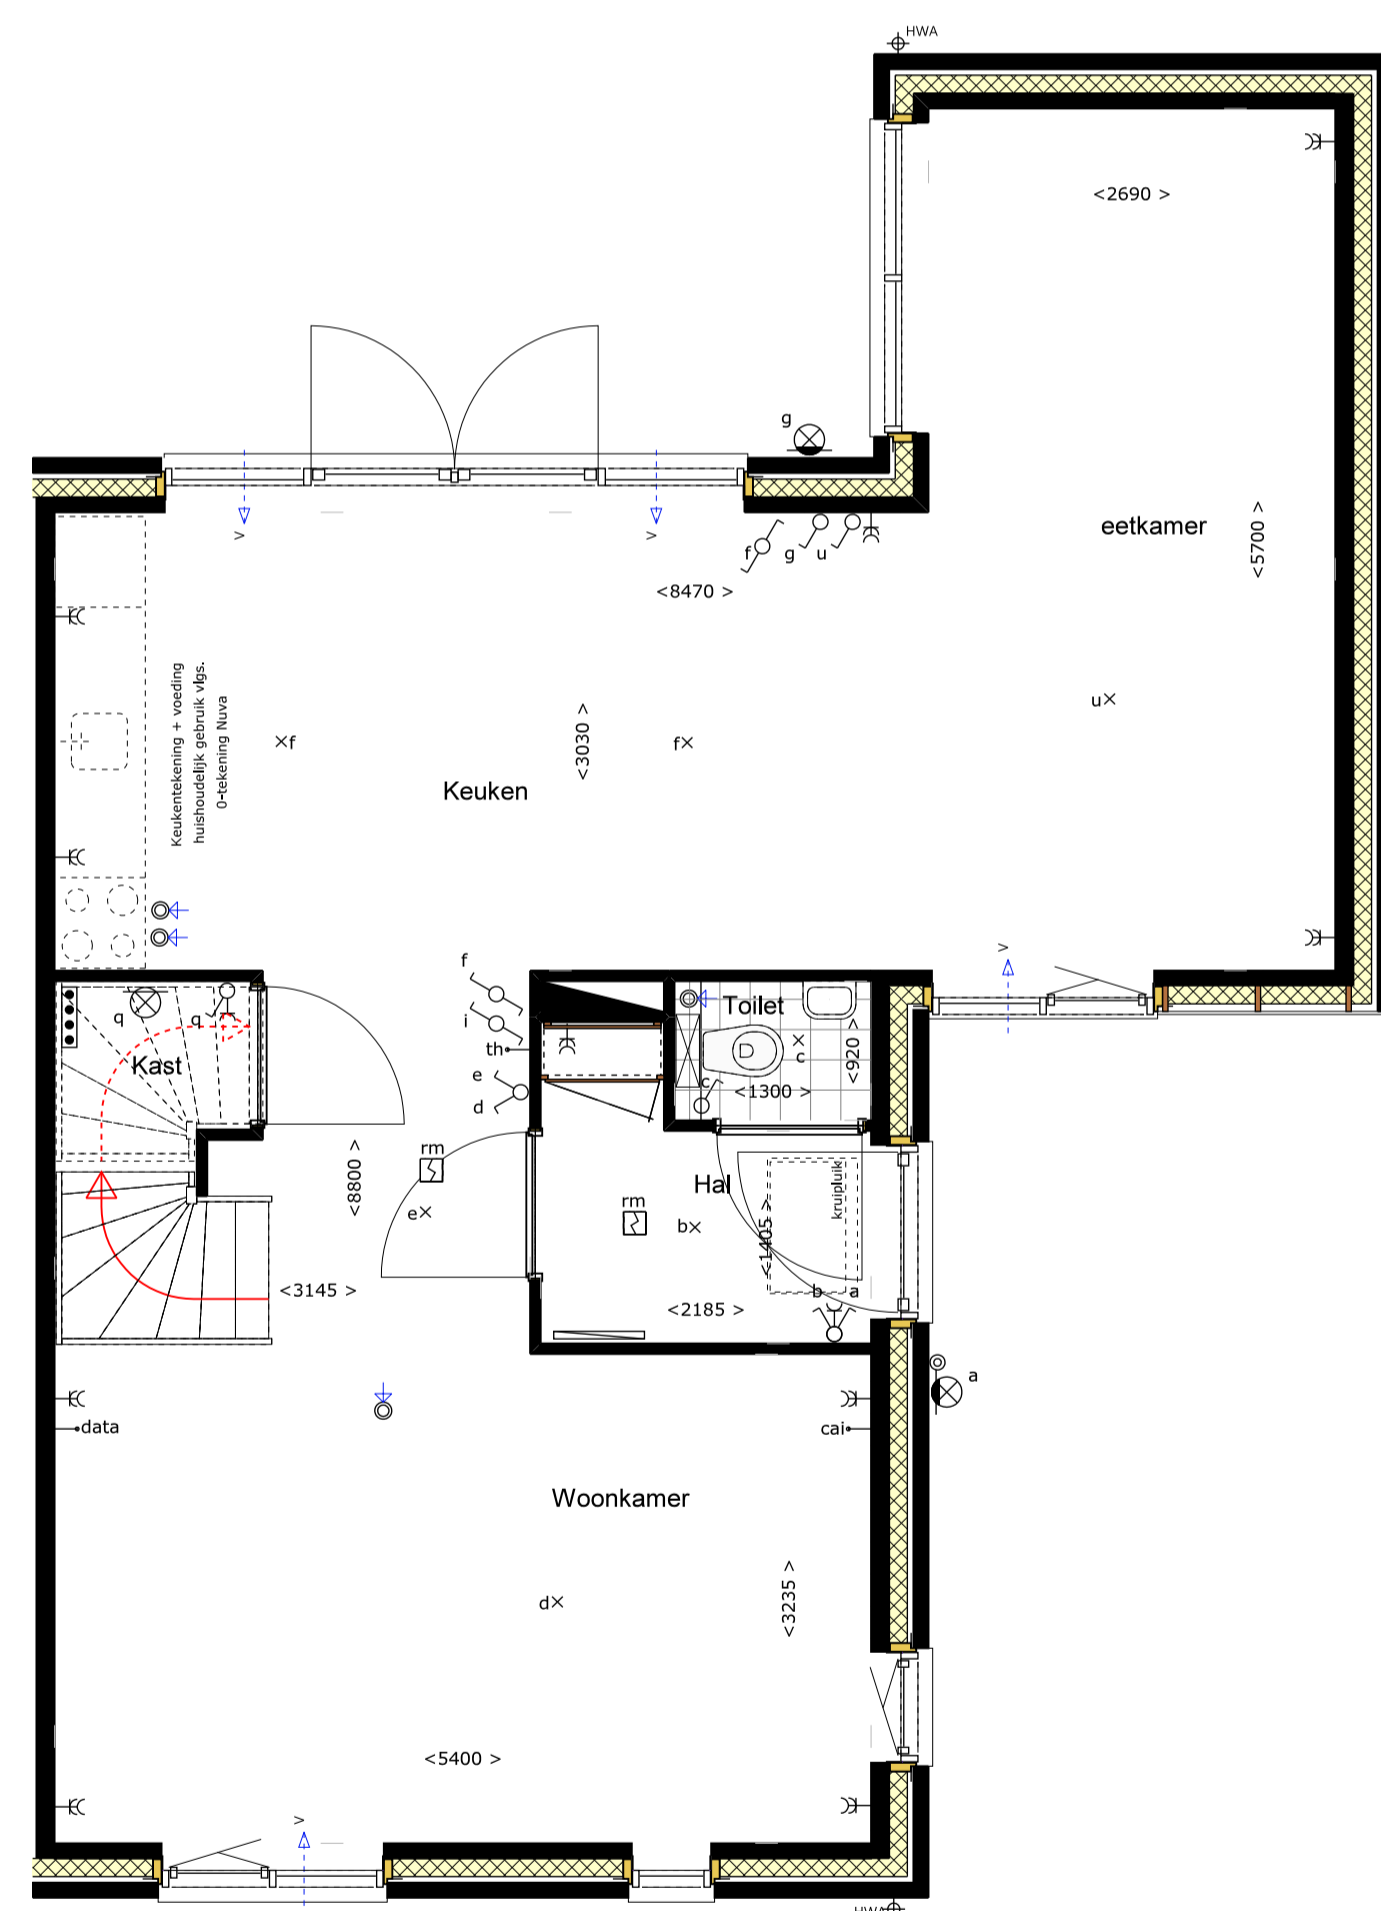 HWA
<2690 >
g
eetkamer
<5700 >
v
v
f
g
u
<8470 >
Keukentekening + voeding
huishoudelijk gebruik vlgs.
0-tekening Nuva
f
<3030 >
f
u
Keuken
v
f
i
th
e
d
q
q
Kast
Toilet
c
c
<920 >
<1300 >
<8800 >
rm
e
rm
Hal
b
<1405 >
kruipluik
b
a
<3145 >
<2185 >
a
data
cai
Woonkamer
d
<3235 >
<5400 >
v
HWA